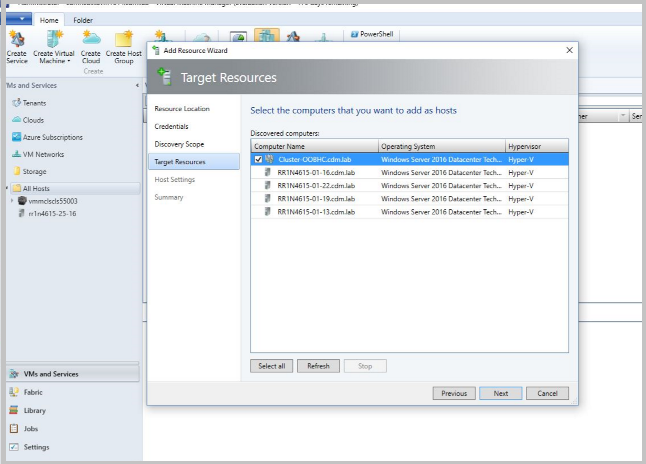 Home Folder
PowerShell
Create Create Virtual Create Create Host
Service Machine Cloud Group
Create
VMs and Services
Tenants
Clouds
Azure Subscriptions
VM Networks
Storage
All Hosts
vmmclscls55003
rr1n4615-25-16
VMs and Services
Fabric
Library
Jobs
Settings
Add Resource Wizard
Target Resources
Resource Location
Credentials
Discovery Scope
Target Resources
Host Settings
Summary
Select the computers that you want to add as hosts
Discovered computers:
Computer Name Operating System Hypervisor
Cluster-OOBHC.cdm.lab Windows Server 2016 Datacenter Tech... Hyper-V
RR1N4615-01-16.cdm.lab Windows Server 2016 Datacenter Tech... Hyper-V
RR1N4615-01-22.cdm.lab Windows Server 2016 Datacenter Tech... Hyper-V
RR1N4615-01-19.cdm.lab Windows Server 2016 Datacenter Tech... Hyper-V
RR1N4615-01-13.cdm.lab Windows Server 2016 Datacenter Tech... Hyper-V
Select all Refresh Stop
Previous Next Cancel